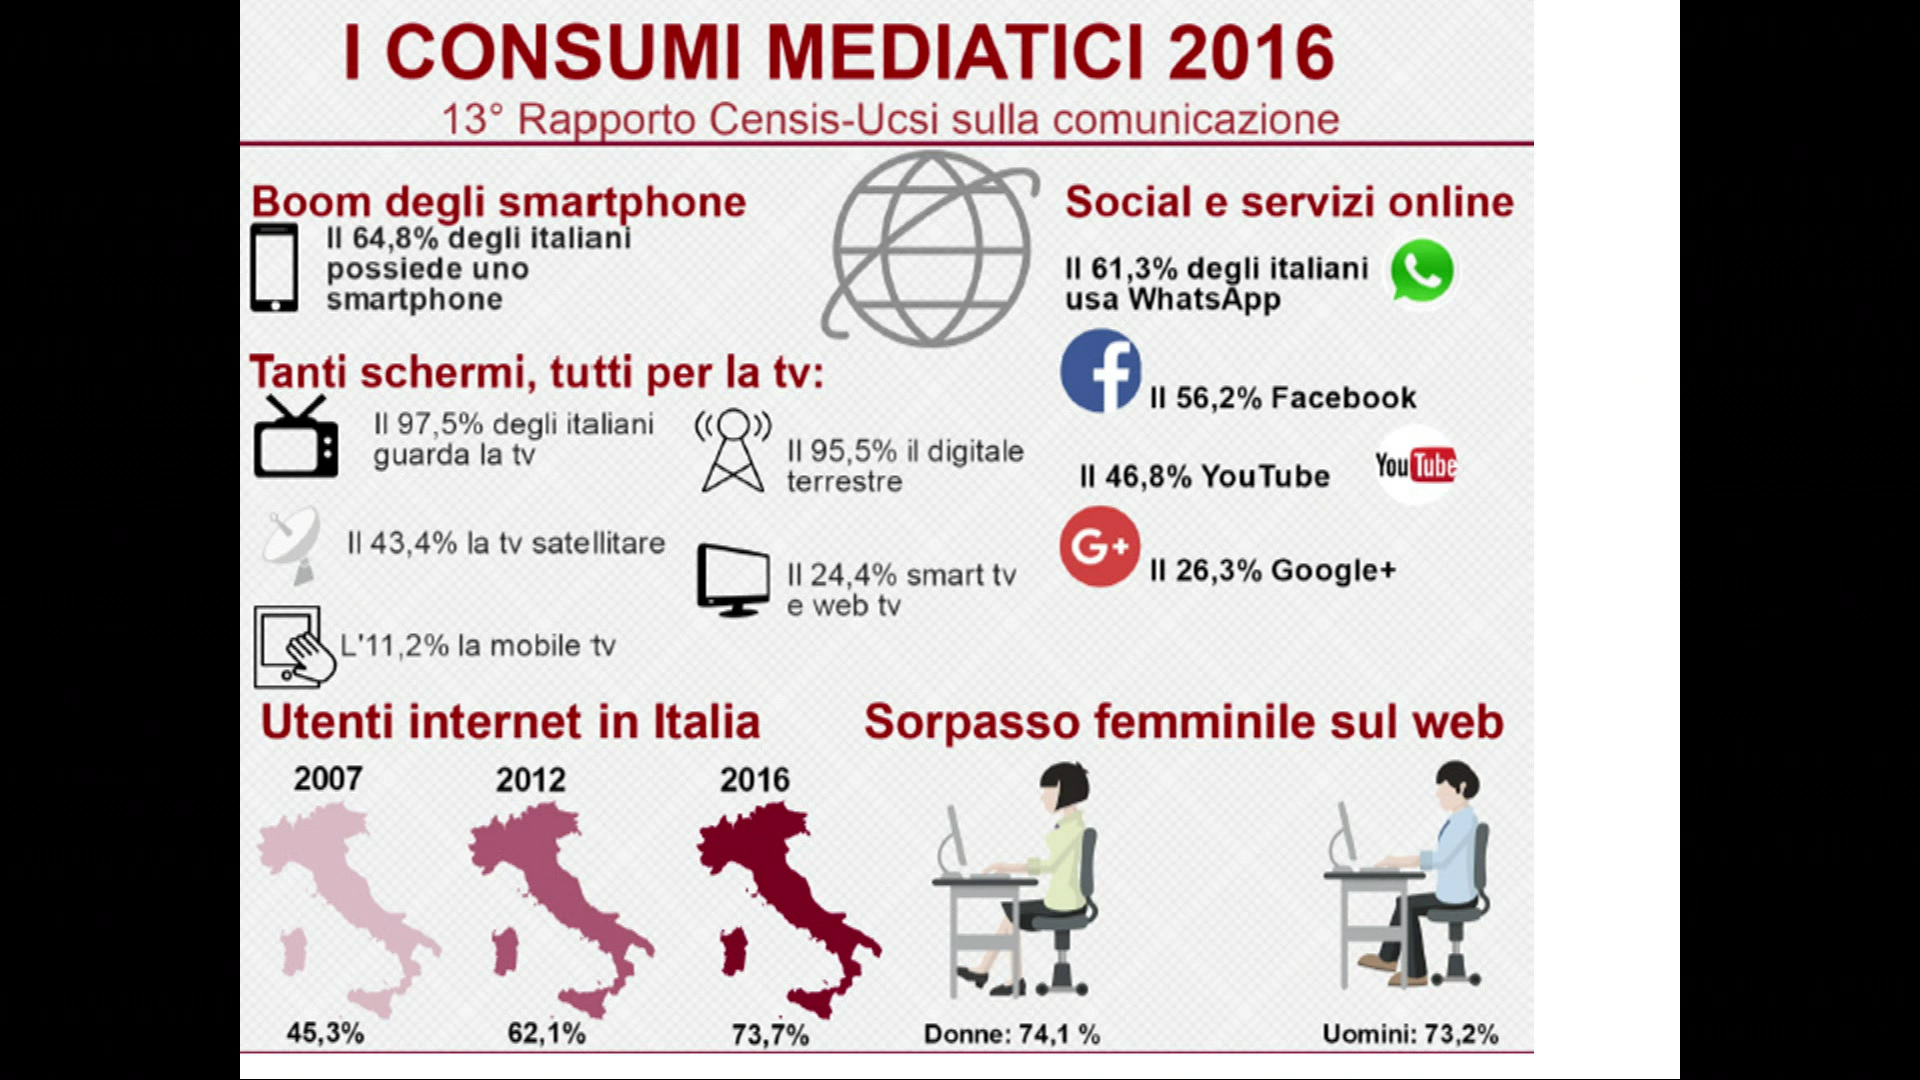 I CONSUMI MEDIATICI 2016
13° Rapporto Censis-Ucsi sulla comunicazione
Boom degli smartphone
Il 64,8% degli italiani
possiede uno
smartphone
Tanti schermi, tutti per la tv:
Il 97,5% degli italiani
guarda la tv
Il 95,5% il digitale
terrestre
Il 43,4% la tv satellitare
Il 24,4% smart tv
e web tv
L'11,2% la mobile tv
Social e servizi online
Il 61,3% degli italiani
usa WhatsApp
Il 56,2% Facebook
Il 46,8% YouTube
YouTube
G+
Il 26,3% Google+
Utenti internet in Italia
2007
2012
2016
45,3%
62,1%
73,7%
Sorpasso femminile sul web
Donne: 74,1 %
Uomini: 73,2%